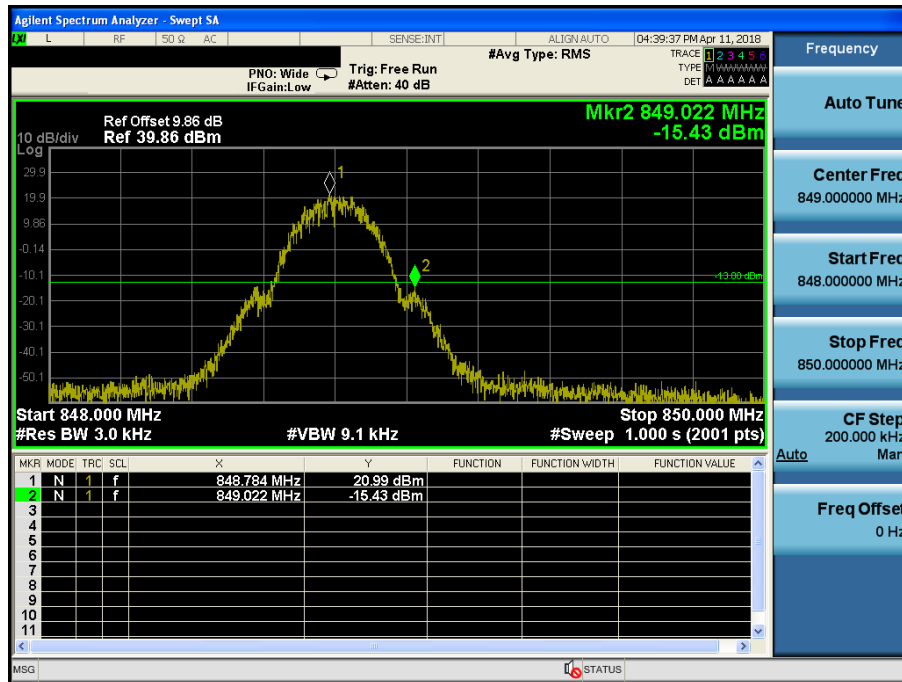 Agilent Spectrum Analyzer - Swept SA
LXI L RF 50 Ω AC SENSE:INT ALIGN AUTO 04:39:37 PM Apr 11, 2018
PNO: Wide Trig: Free Run #Avg Type: RMS TRACE 1 2 3 4 5 6
IFGain:Low #Atten: 40 dB TYPE M WWWWW
DET A A A A A A
Mkr2 849.022 MHz
-15.43 dBm
Ref Offset 9.86 dB
10 dB/div Ref 39.86 dBm
Log
29.9
19.9
9.86
-0.14
-10.1
-20.1
-30.1
-40.1
-50.1
1
2
-13.00 dBm
Start 848.000 MHz Stop 850.000 MHz
#Res BW 3.0 kHz #VBW 9.1 kHz #Sweep 1.000 s (2001 pts)
MKR MODE TRC SCL X Y FUNCTION FUNCTION WIDTH FUNCTION VALUE
1 N 1 f 848.784 MHz 20.99 dBm
2 N 1 f 849.022 MHz -15.43 dBm
3
4
5
6
7
8
9
10
11
MSG STATUS
Frequency
Auto Tune
Center Freq
849.000000 MHz
Start Freq
848.000000 MHz
Stop Freq
850.000000 MHz
CF Step
200.000 kHz
Auto Man
Freq Offset
0 Hz